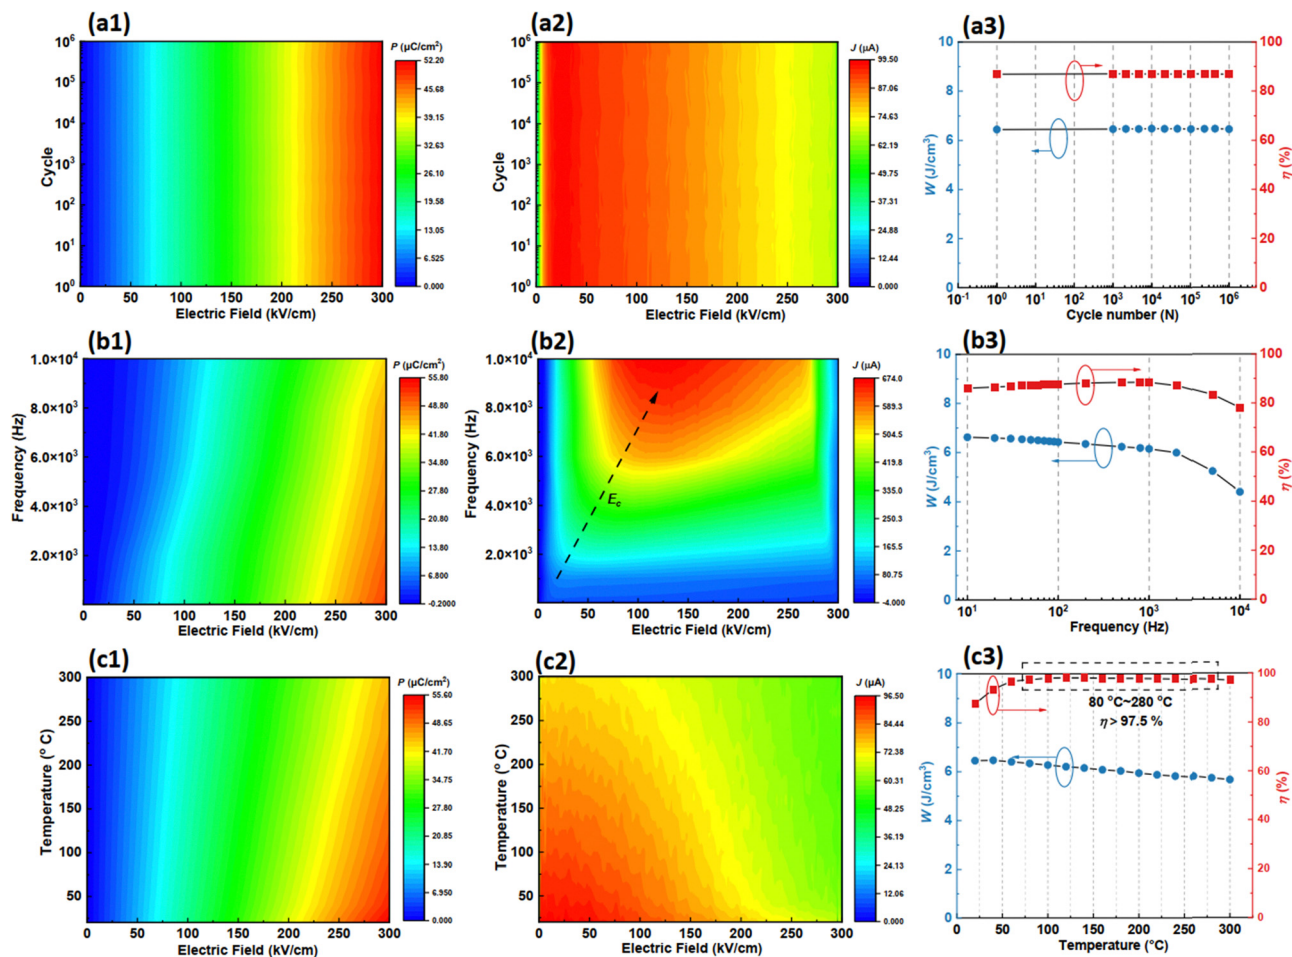 (a1)
P (μC/cm²)
10⁶
10⁵
10⁴
10³
10²
10¹
10⁰
Cycle
0 50 100 150 200 250 300
Electric Field (kV/cm)
52.20
45.68
39.15
32.63
26.10
19.58
13.05
6.525
0.000
(a2)
J (μA)
10⁶
10⁵
10⁴
10³
10²
10¹
10⁰
Cycle
0 50 100 150 200 250 300
Electric Field (kV/cm)
99.50
87.06
74.63
62.19
49.75
37.31
24.88
12.44
0.000
(a3)
10
8
6
4
2
0
W (J/cm³)
100
80
60
40
20
0
η (%)
10⁻¹ 10⁰ 10¹ 10² 10³ 10⁴ 10⁵ 10⁶
Cycle number (N)
(b1)
P (μC/cm²)
1.0×10⁴
8.0×10³
6.0×10³
4.0×10³
2.0×10³
Frequency (Hz)
0 50 100 150 200 250 300
Electric Field (kV/cm)
55.80
48.80
41.80
34.80
27.80
20.80
13.80
6.800
-0.2000
(b2)
J (μA)
1.0×10⁴
8.0×10³
6.0×10³
4.0×10³
2.0×10³
Frequency (Hz)
E_c
0 50 100 150 200 250 300
Electric Field (kV/cm)
674.0
589.3
504.5
419.8
335.0
250.3
165.5
80.75
-4.000
(b3)
10
8
6
4
2
0
W (J/cm³)
100
80
60
40
20
0
η (%)
10¹ 10² 10³ 10⁴
Frequency (Hz)
(c1)
P (μC/cm²)
300
250
200
150
100
50
Temperature (° C)
0 50 100 150 200 250 300
Electric Field (kV/cm)
55.60
48.65
41.70
34.75
27.80
20.85
13.90
6.950
0.000
(c2)
J (μA)
300
250
200
150
100
50
Temperature (° C)
0 50 100 150 200 250 300
Electric Field (kV/cm)
96.50
84.44
72.38
60.31
48.25
36.19
24.13
12.06
0.000
(c3)
10
8
6
4
2
0
W (J/cm³)
80 °C~280 °C
η > 97.5 %
100
80
60
40
20
0
η (%)
0 50 100 150 200 250 300
Temperature (°C)